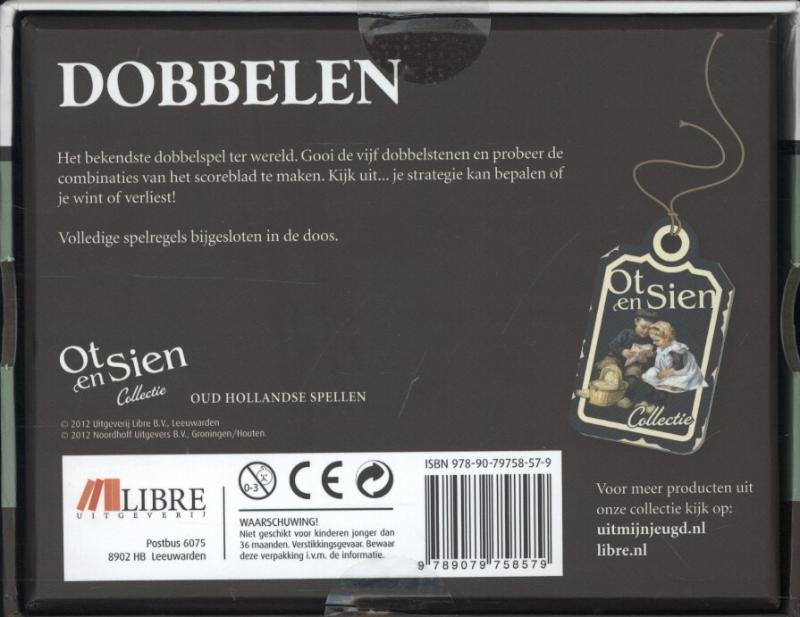 DOBBELEN
Het bekendste dobbelspel ter wereld. Gooi de vijf dobbelstenen en probeer de
combinaties van het scoreblad te maken. Kijk uit... je strategie kan bepalen of
je wint of verliest!
Volledige spelregels bijgesloten in de doos.
Ot
en Sien
Collectie
Ot
en Sien
Collectie
OUD HOLLANDSE SPELLEN
© 2012 Uitgeverij Libre B.V., Leeuwarden
© 2012 Noordhoff Uitgevers B.V., Groningen/Houten.
LIBRE
UITGEVERIJ
Postbus 6075
8902 HB Leeuwarden
0-3
CE
WAARSCHUWING!
Niet geschikt voor kinderen jonger dan
36 maanden. Verstikkingsgevaar. Bewaar
deze verpakking i.v.m. de informatie.
ISBN 978-90-79758-57-9
9 789079 758579
Voor meer producten uit
onze collectie kijk op:
uitmijnjeugd.nl
libre.nl